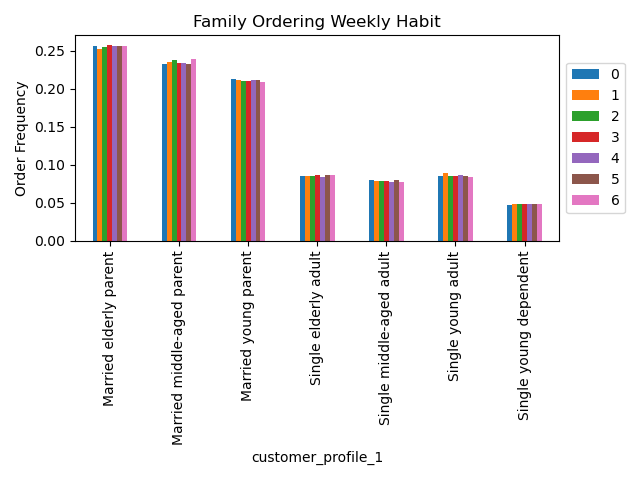 Family Ordering Weekly Habit
Order Frequency
0.25
0.20
0.15
0.10
0.05
0.00
0
1
2
3
4
5
6
Married elderly parent
Married middle-aged parent
Married young parent
Single elderly adult
Single middle-aged adult
Single young adult
Single young dependent
customer_profile_1